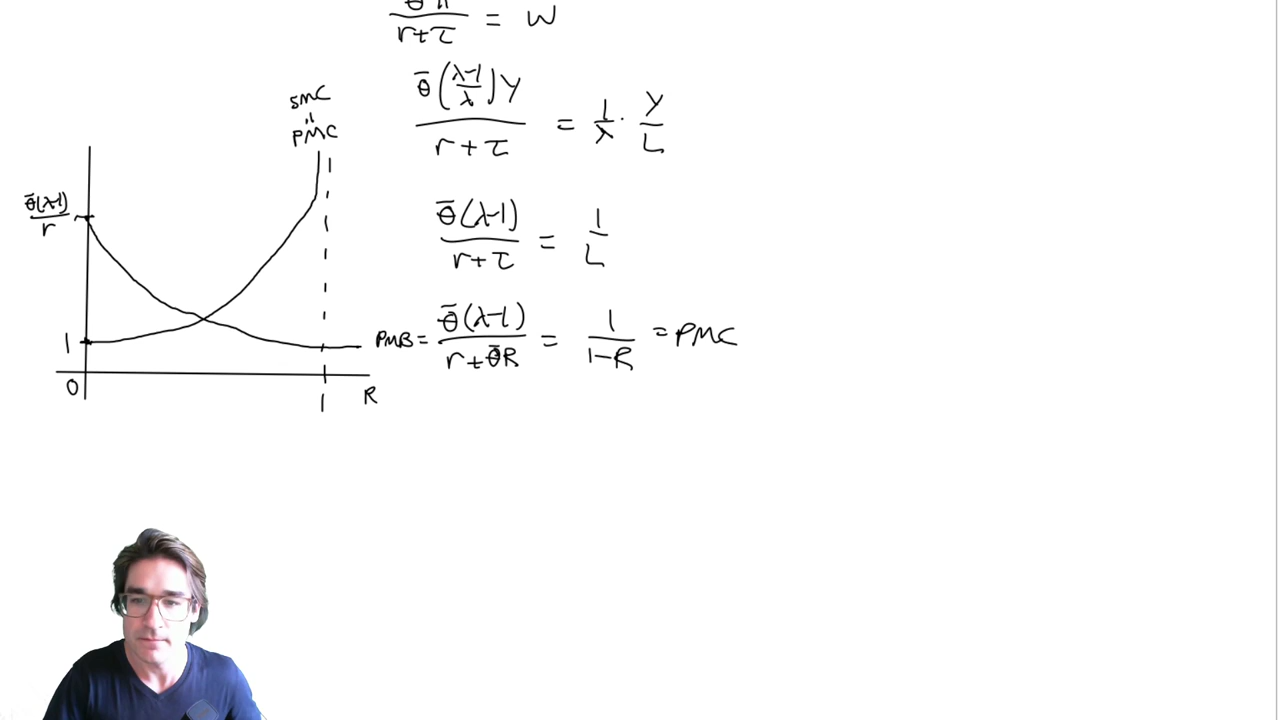 θ̄π/(r+τ) = w
θ̄((λ-1)/λ)Y/(r+τ) = 1/λ · Y/L
θ̄(λ-1)/(r+τ) = 1/L
PMB = θ̄(λ-1)/(r+θ̄R) = 1/(1-R) = PMC
SMC
"
PMC
θ̄(λ-1)/r
1
0
1
R